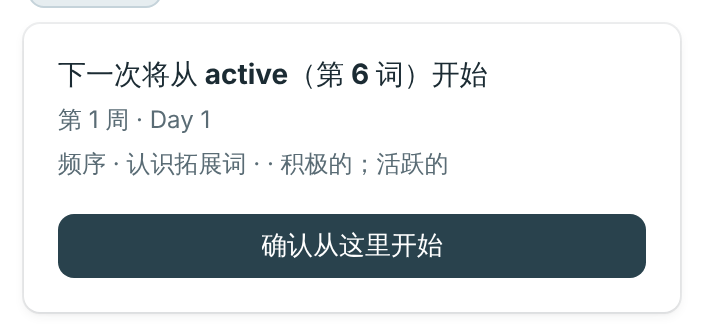 下一次将从 active（第 6 词）开始
第 1 周 · Day 1
频序 · 认识拓展词 · · 积极的；活跃的
确认从这里开始